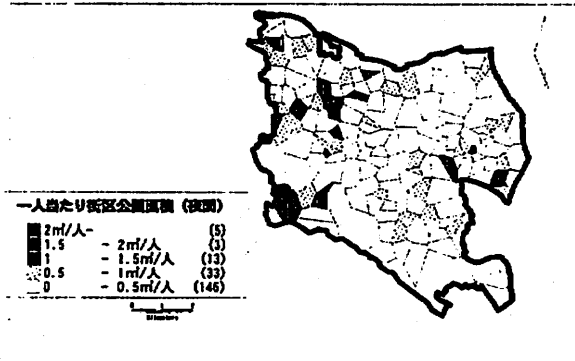 一人当たり街区公園面積（夜間）
2㎡/人- (5)
1.5 - 2㎡/人 (3)
1 - 1.5㎡/人 (13)
0.5 - 1㎡/人 (33)
0 - 0.5㎡/人 (146)